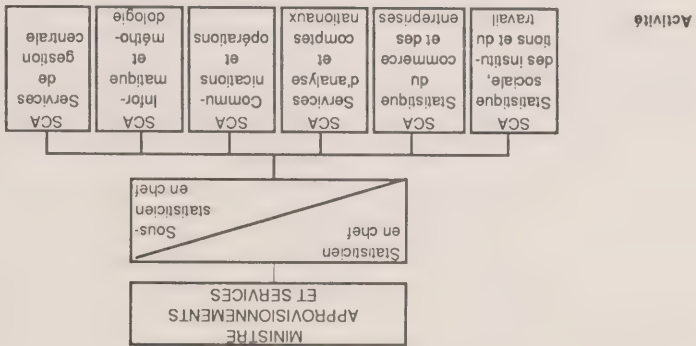 MINISTRE
APPROVISIONNEMENTS
ET SERVICES
Statisticien
en chef
Sous-
statisticien
en chef
SCA
Statistique
sociale,
des institu-
tions et du
travail
SCA
Statistique
du
commerce
et des
entreprises
SCA
Services
d'analyse
et
comptes
nationaux
SCA
Commu-
nications
et
opérations
SCA
Infor-
matique
et
métho-
dologie
SCA
Services
de
gestion
centrale
Activité